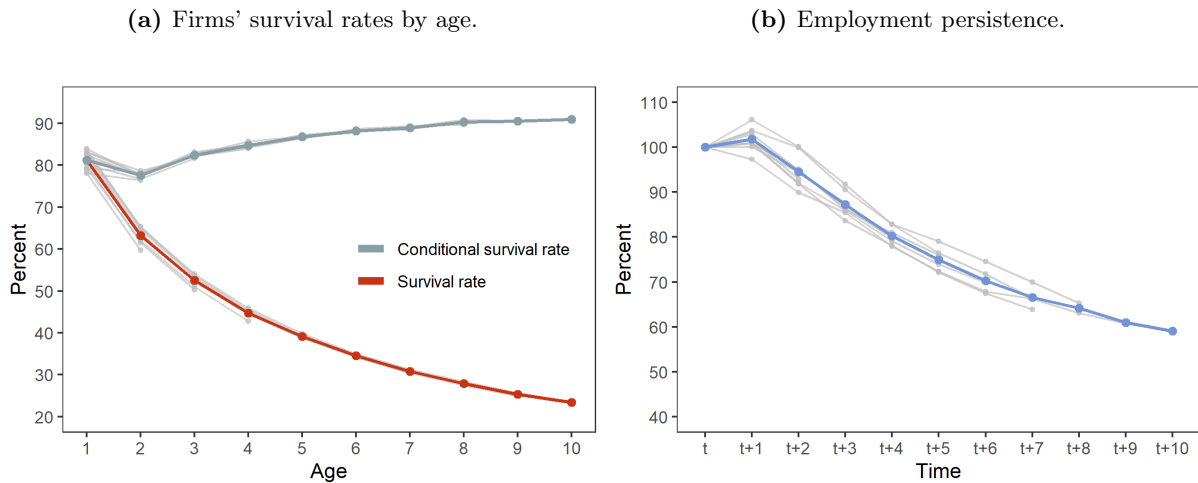 (a) Firms' survival rates by age.
Percent
90
80
70
60
50
40
30
20
Conditional survival rate
Survival rate
1 2 3 4 5 6 7 8 9 10
Age
(b) Employment persistence.
Percent
110
100
90
80
70
60
50
40
t t+1 t+2 t+3 t+4 t+5 t+6 t+7 t+8 t+9 t+10
Time